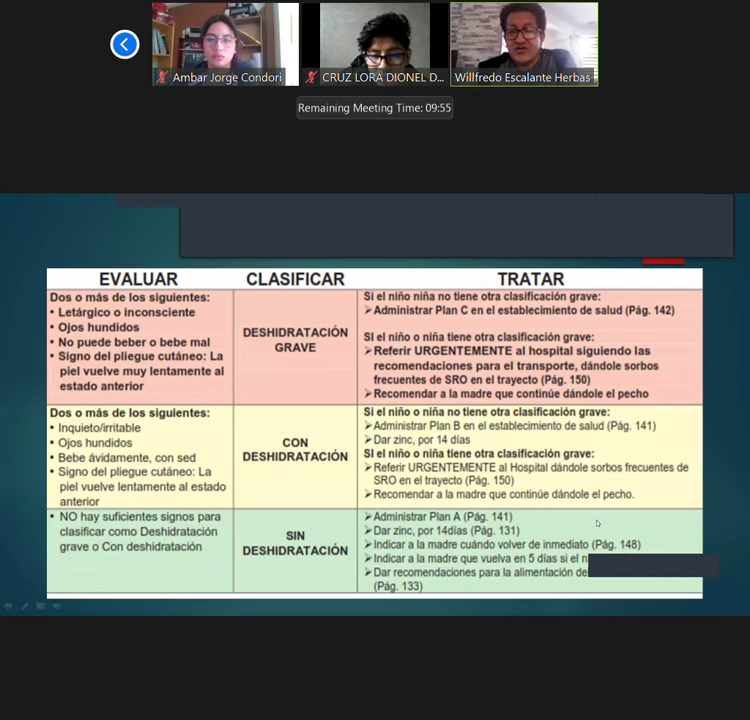 Ambar Jorge Condori
CRUZ LORA DIONEL D...
Willfredo Escalante Herbas
Remaining Meeting Time: 09:55
EVALUAR
CLASIFICAR
TRATAR
Dos o más de los siguientes:
• Letárgico o inconsciente
• Ojos hundidos
• No puede beber o bebe mal
• Signo del pliegue cutáneo: La
piel vuelve muy lentamente al
estado anterior
DESHIDRATACIÓN
GRAVE
Si el niño niña no tiene otra clasificación grave:
➢Administrar Plan C en el establecimiento de salud (Pág. 142)
SI el niño o niña tiene otra clasificación grave:
➢Referir URGENTEMENTE al hospital siguiendo las
recomendaciones para el transporte, dándole sorbos
frecuentes de SRO en el trayecto (Pág. 150)
➢Recomendar a la madre que continúe dándole el pecho
Dos o más de los siguientes:
• Inquieto/irritable
• Ojos hundidos
• Bebe ávidamente, con sed
• Signo del pliegue cutáneo: La
piel vuelve lentamente al estado
anterior
CON
DESHIDRATACIÓN
Si el niño o niña no tiene otra clasificación grave:
➢Administrar Plan B en el establecimiento de salud (Pág. 141)
➢Dar zinc, por 14 días
SI el niño o niña tiene otra clasificación grave:
➢Referir URGENTEMENTE al Hospital dándole sorbos frecuentes de
SRO en el trayecto (Pág. 150)
➢Recomendar a la madre que continúe dándole el pecho.
• NO hay suficientes signos para
clasificar como Deshidratación
grave o Con deshidratación
SIN
DESHIDRATACIÓN
➢Administrar Plan A (Pág. 141)
➢Dar zinc, por 14días (Pág. 131)
➢Indicar a la madre cuándo volver de inmediato (Pág. 148)
➢Indicar a la madre que vuelva en 5 días si el
➢Dar recomendaciones para la alimentación
(Pág. 133)